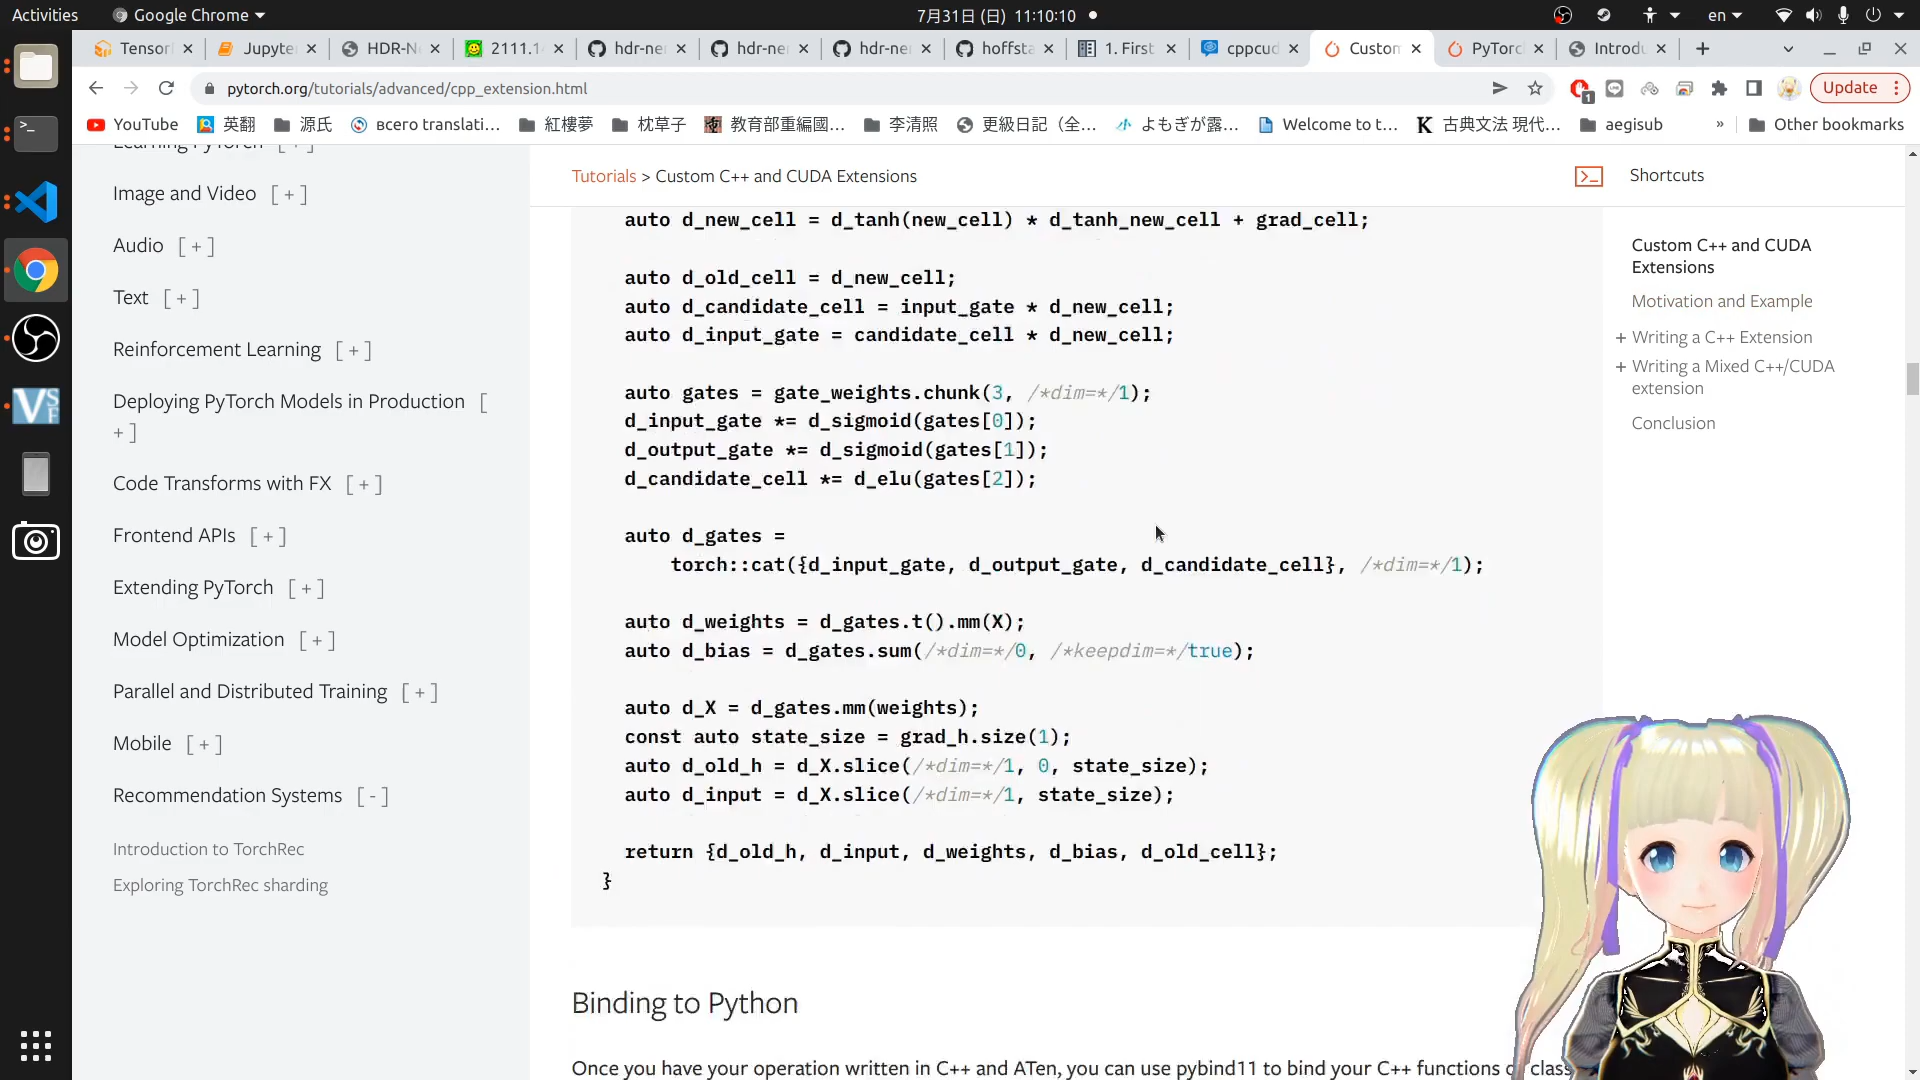 Activities
Google Chrome
7月31日 (日) 11:10:10
en
Tensor
Jupyte
HDR-N
2111.1
hdr-ne
hdr-ne
hdr-ne
hoffsta
1. First
cppcud
Custom
PyTorc
Introdu
pytorch.org/tutorials/advanced/cpp_extension.html
1
Update
YouTube
英翻
源氏
всего translati...
紅樓夢
枕草子
教育部重編國...
李清照
更級日記（全...
よもぎが露...
Welcome to t...
古典文法 現代...
aegisub
»
Other bookmarks
Learning PyTorch [ + ]
Image and Video [ + ]
Audio [ + ]
Text [ + ]
Reinforcement Learning [ + ]
Deploying PyTorch Models in Production [
+ ]
Code Transforms with FX [ + ]
Frontend APIs [ + ]
Extending PyTorch [ + ]
Model Optimization [ + ]
Parallel and Distributed Training [ + ]
Mobile [ + ]
Recommendation Systems [ - ]
Introduction to TorchRec
Exploring TorchRec sharding
Tutorials > Custom C++ and CUDA Extensions
Shortcuts
auto d_new_cell = d_tanh(new_cell) * d_tanh_new_cell + grad_cell;
auto d_old_cell = d_new_cell;
auto d_candidate_cell = input_gate * d_new_cell;
auto d_input_gate = candidate_cell * d_new_cell;
auto gates = gate_weights.chunk(3, /*dim=*/1);
d_input_gate *= d_sigmoid(gates[0]);
d_output_gate *= d_sigmoid(gates[1]);
d_candidate_cell *= d_elu(gates[2]);
auto d_gates =
torch::cat({d_input_gate, d_output_gate, d_candidate_cell}, /*dim=*/1);
auto d_weights = d_gates.t().mm(X);
auto d_bias = d_gates.sum(/*dim=*/0, /*keepdim=*/true);
auto d_X = d_gates.mm(weights);
const auto state_size = grad_h.size(1);
auto d_old_h = d_X.slice(/*dim=*/1, 0, state_size);
auto d_input = d_X.slice(/*dim=*/1, state_size);
return {d_old_h, d_input, d_weights, d_bias, d_old_cell};
}
Binding to Python
Once you have your operation written in C++ and ATen, you can use pybind11 to bind your C++ functions or class
Custom C++ and CUDA
Extensions
Motivation and Example
+ Writing a C++ Extension
+ Writing a Mixed C++/CUDA
extension
Conclusion